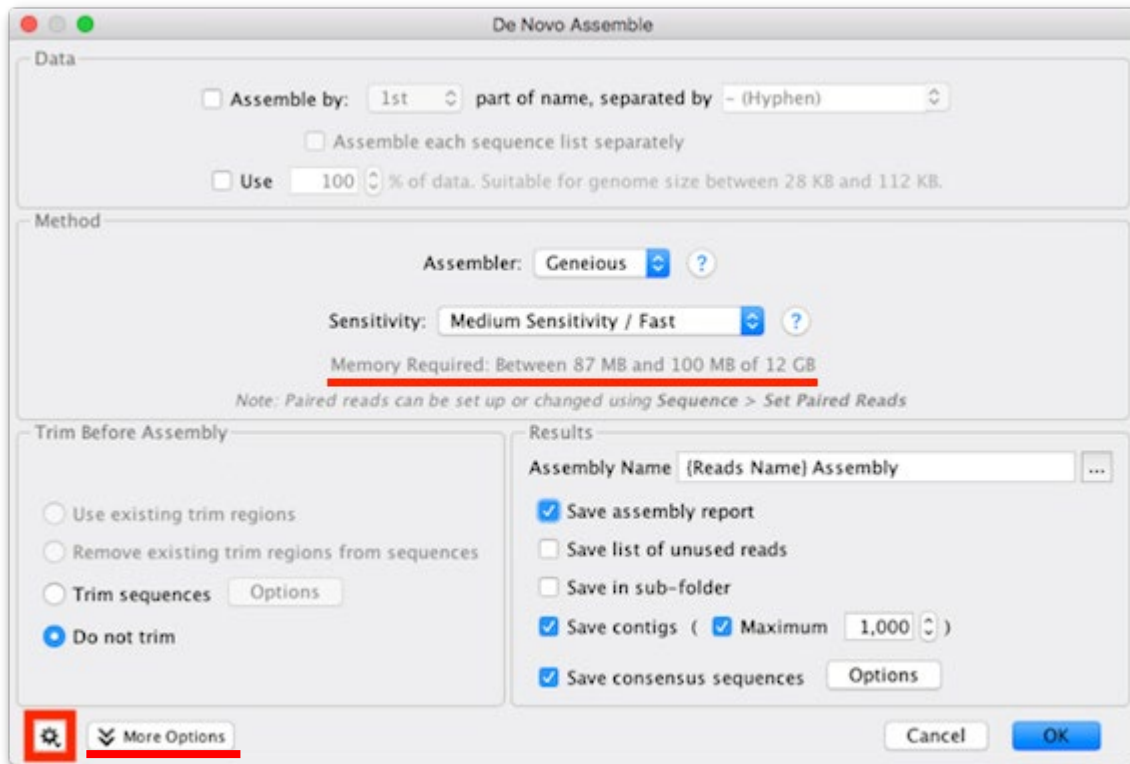 De Novo Assemble
Data
Assemble by: 1st part of name, separated by - (Hyphen)
Assemble each sequence list separately
Use 100 % of data. Suitable for genome size between 28 KB and 112 KB.
Method
Assembler: Geneious ?
Sensitivity: Medium Sensitivity / Fast ?
Memory Required: Between 87 MB and 100 MB of 12 GB
Note: Paired reads can be set up or changed using Sequence > Set Paired Reads
Trim Before Assembly
Use existing trim regions
Remove existing trim regions from sequences
Trim sequences Options
Do not trim
Results
Assembly Name {Reads Name} Assembly ...
Save assembly report
Save list of unused reads
Save in sub-folder
Save contigs ( Maximum 1,000 )
Save consensus sequences Options
More Options Cancel OK